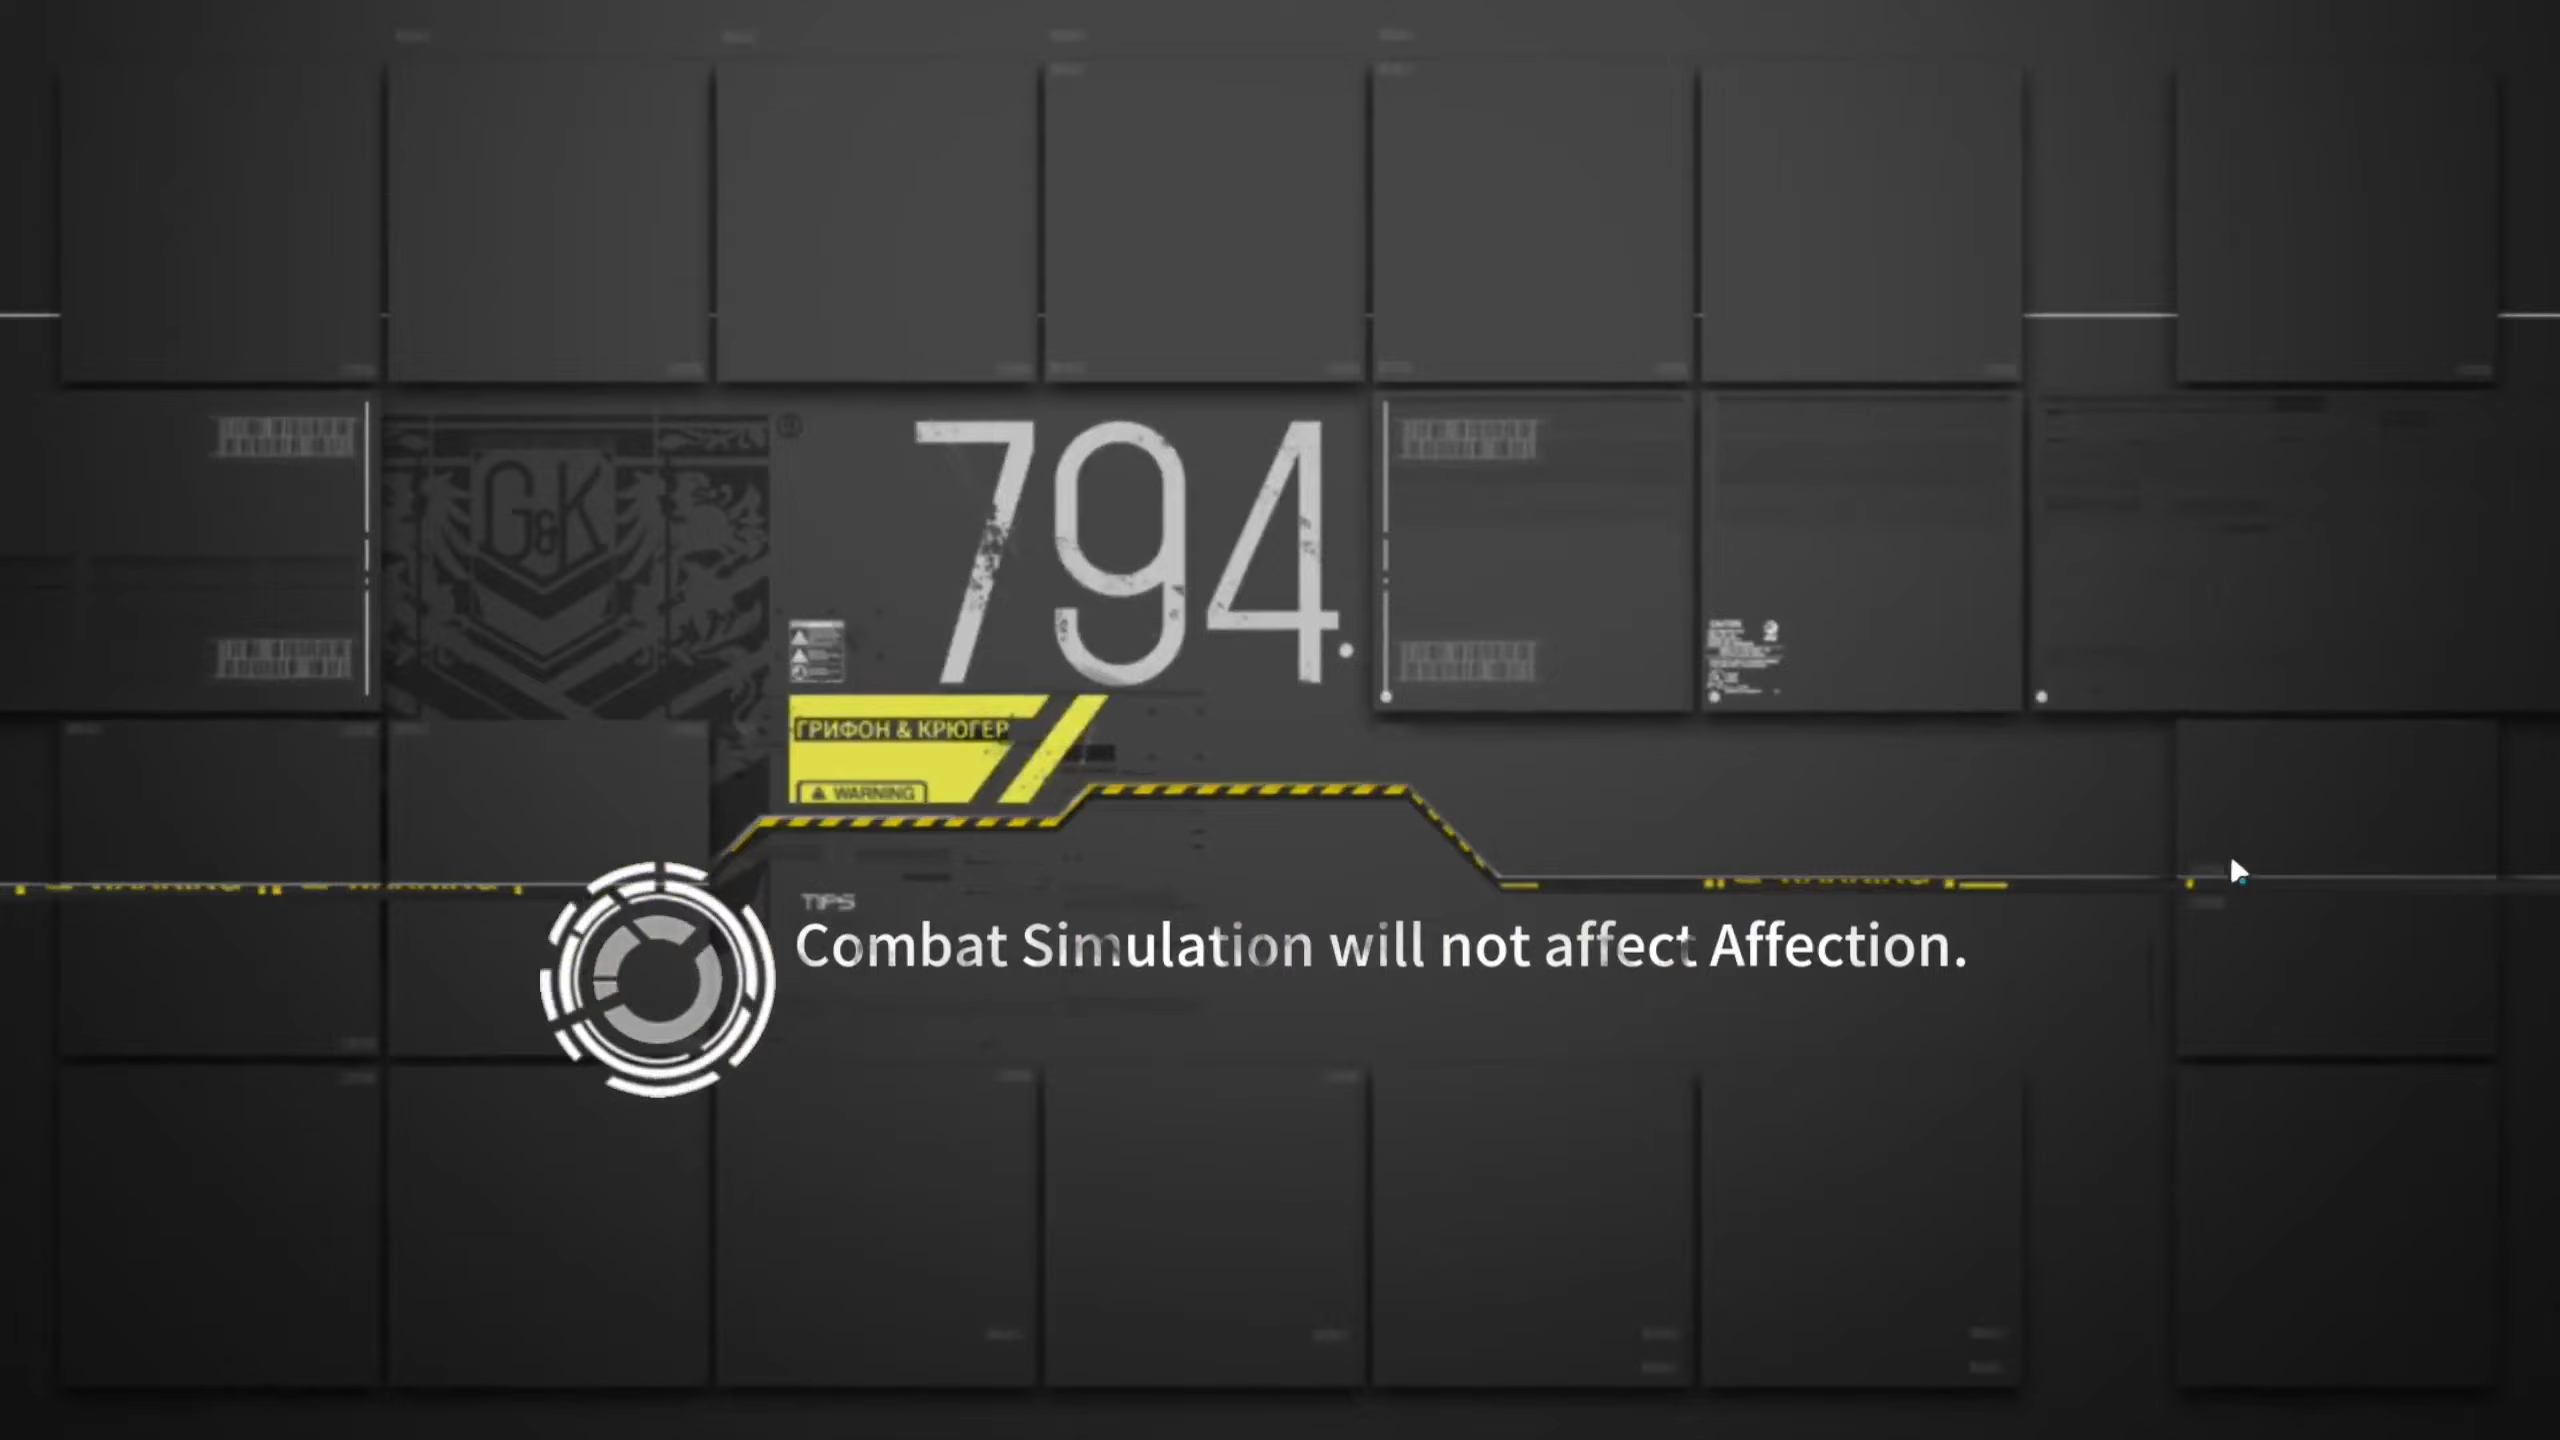 G&K
794.
ГРИФОН & КРЮГЕР
WARNING
TIPS
Combat Simulation will not affect Affection.